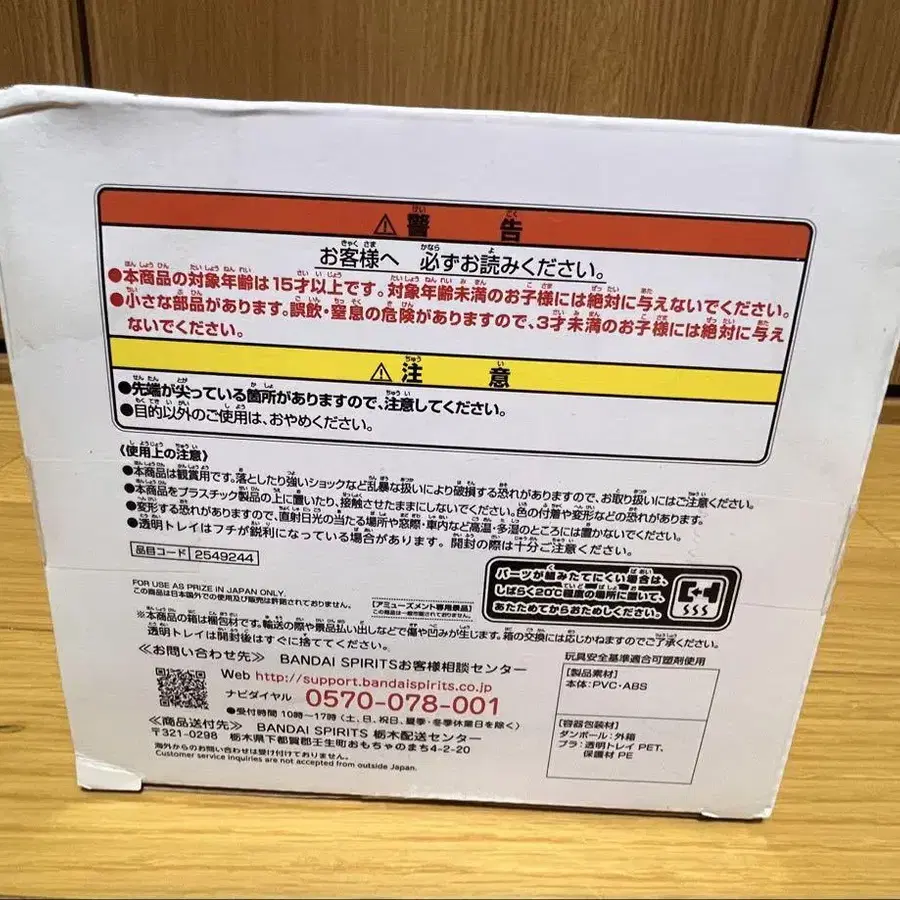 ⚠警告
お客様へ 必ずお読みください。
●本商品の対象年齢は15才以上です。対象年齢未満のお子様には絶対に与えないでください。
●小さな部品があります。誤飲・窒息の危険がありますので、3才未満のお子様には絶対に与え
ないでください。
⚠注意
●先端が尖っている箇所がありますので、注意してください。
●目的以外のご使用は、おやめください。
《使用上の注意》
●本商品は観賞用です。落としたり強いショックなど乱暴な扱いにより破損する恐れがありますので、お取り扱いにはご注意ください。
●本商品をプラスチック製品の上に置いたり、接触させたままにしないでください。色の付着や変形などの恐れがあります。
●変形する恐れがありますので、直射日光の当たる場所や窓際・車内など高温・多湿のところには置かないでください。
●透明トレイはフチが鋭利になっている場合があります。開封の際は十分ご注意ください。
品目コード 2549244
パーツが組みたてにくい場合は、
しばらく20℃程度の場所に置いて、
あたためてからおためしください。
FOR USE AS PRIZE IN JAPAN ONLY.
この商品は日本国外での使用及び販売は許諾されておりません。
【アミューズメント専用景品】
この商品は一般市販されておりません。
※本商品の箱は梱包材です。輸送の際や景品払い出しなどで傷や凹みが生じます。箱の交換には応じかねますのでご了承ください。
透明トレイは開封後はすぐに捨ててください。
≪お問い合わせ先≫ BANDAI SPIRITSお客様相談センター
Web http://support.bandaispirits.co.jp
ナビダイヤル 0570-078-001
●受付時間 10時~17時(土、日、祝日、夏季・冬季休業日を除く)
≪商品送付先≫ BANDAI SPIRITS 栃木配送センター
〒321-0298 栃木県下都賀郡壬生町おもちゃのまち4-2-20
海外からのお問い合わせは受け付けておりません。
Customer service inquiries are not accepted from outside Japan.
玩具安全基準適合可塑剤使用
【製品素材】
本体:PVC・ABS
【容器包装材】
ダンボール:外箱
プラ:透明トレイ PET、
保護材 PE